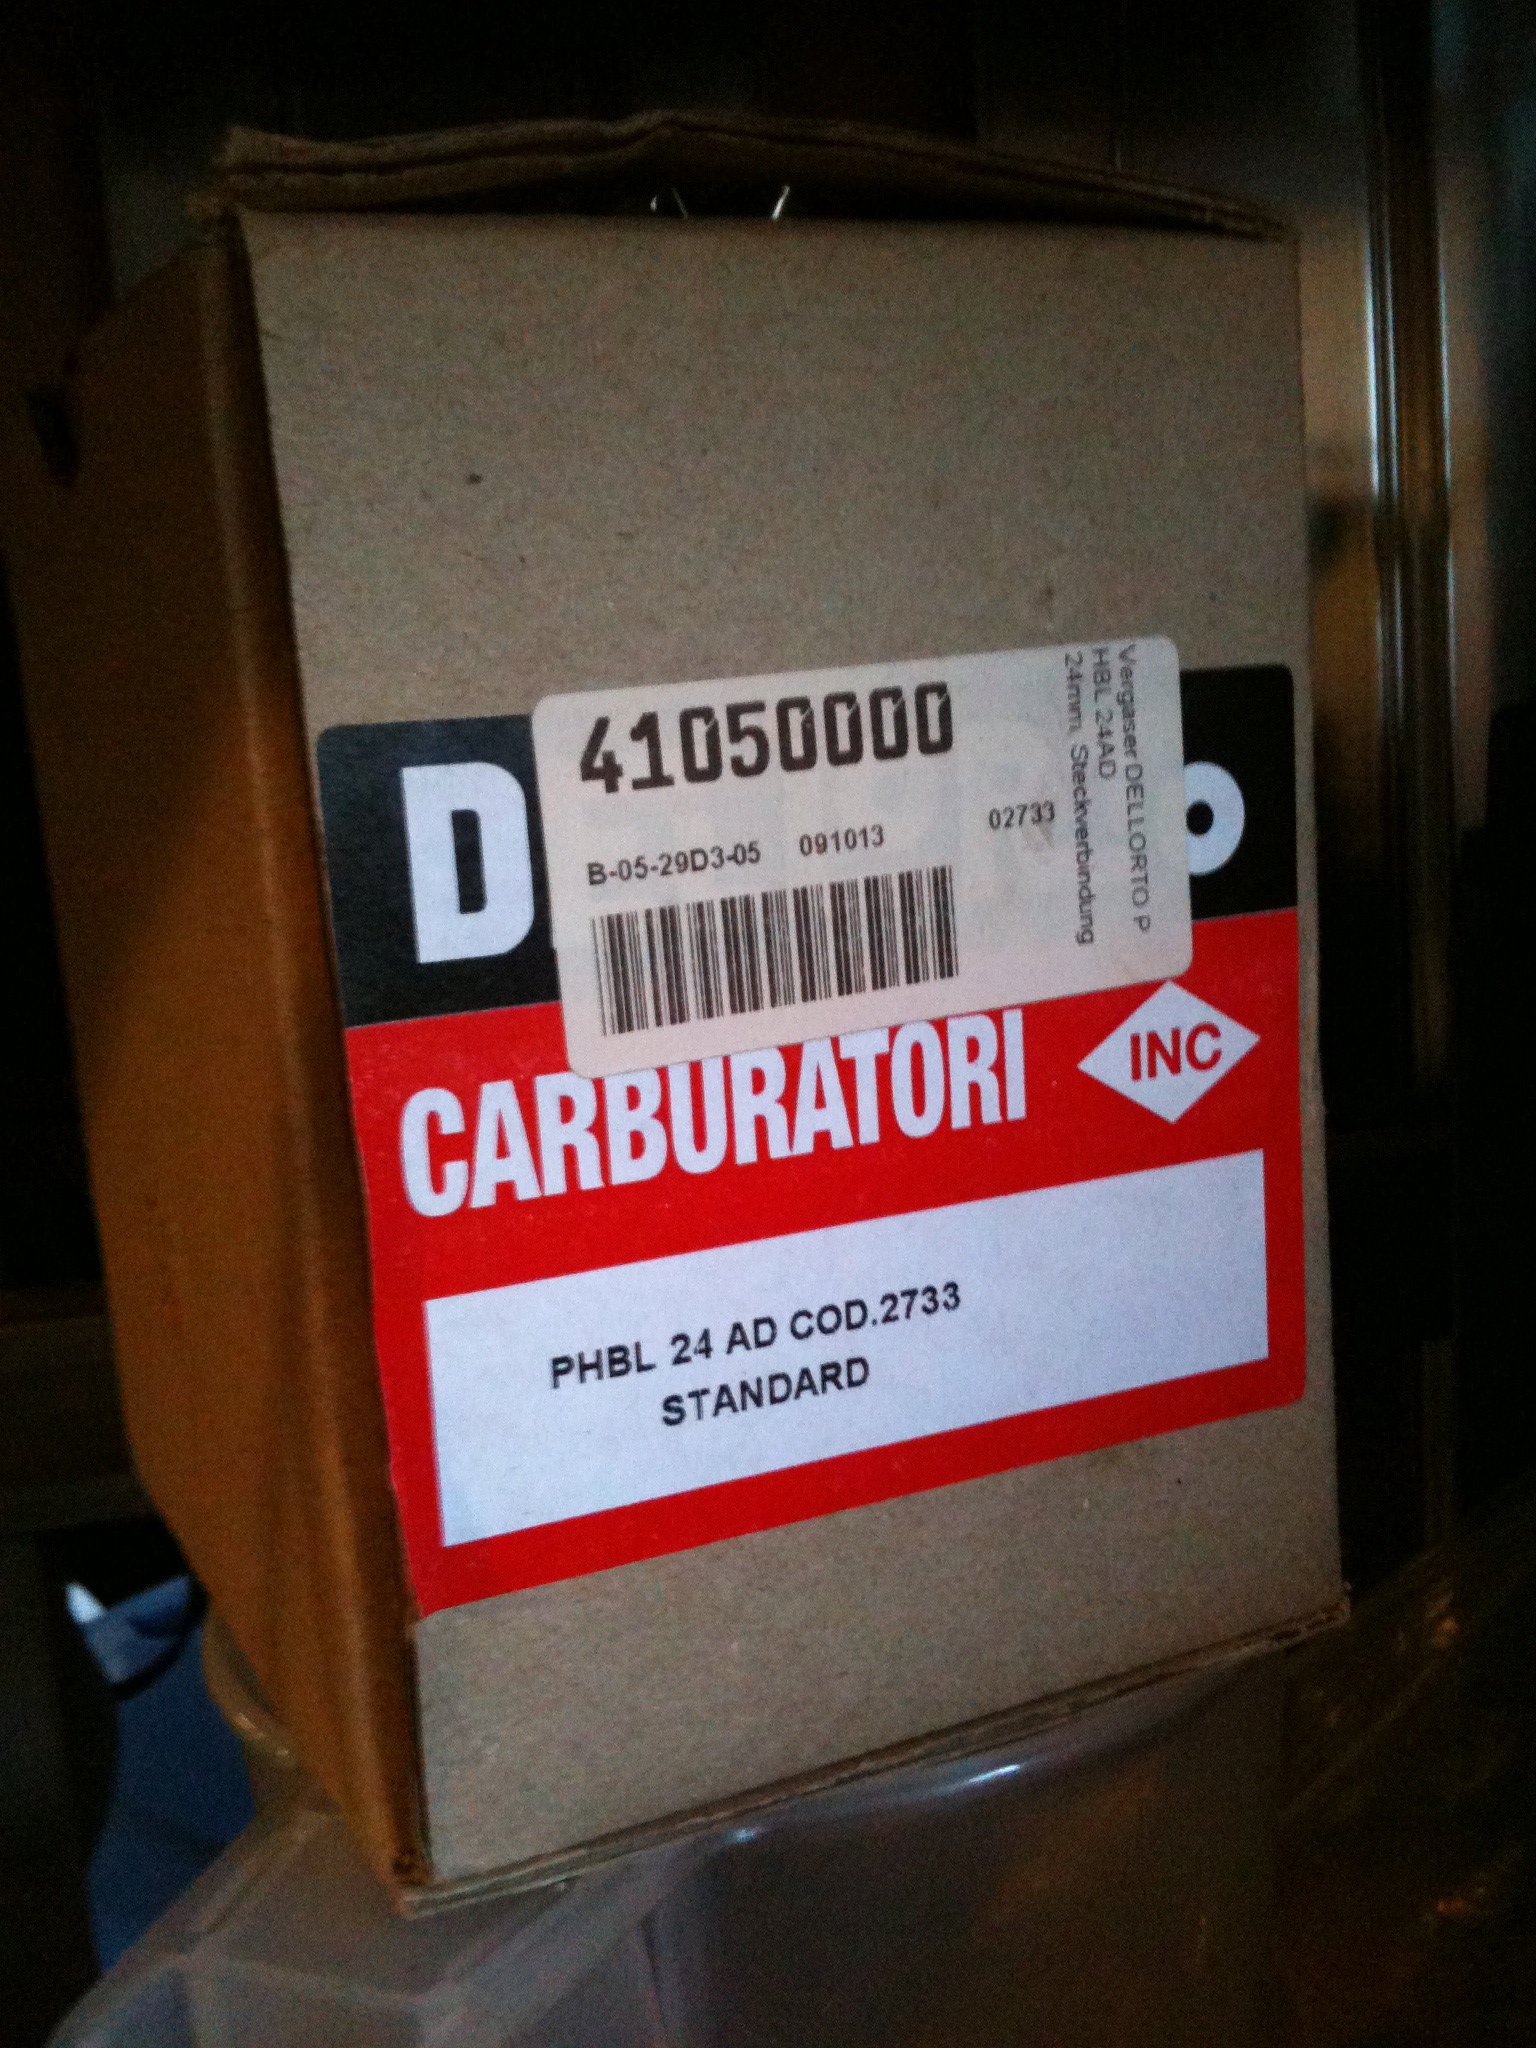 D
o
41050000
B-05-29D3-05 091013 02733
Vergaser DELLORTO P
HBL 24AD
24mm, Steckverbindung
CARBURATORI
INC
PHBL 24 AD COD.2733
STANDARD